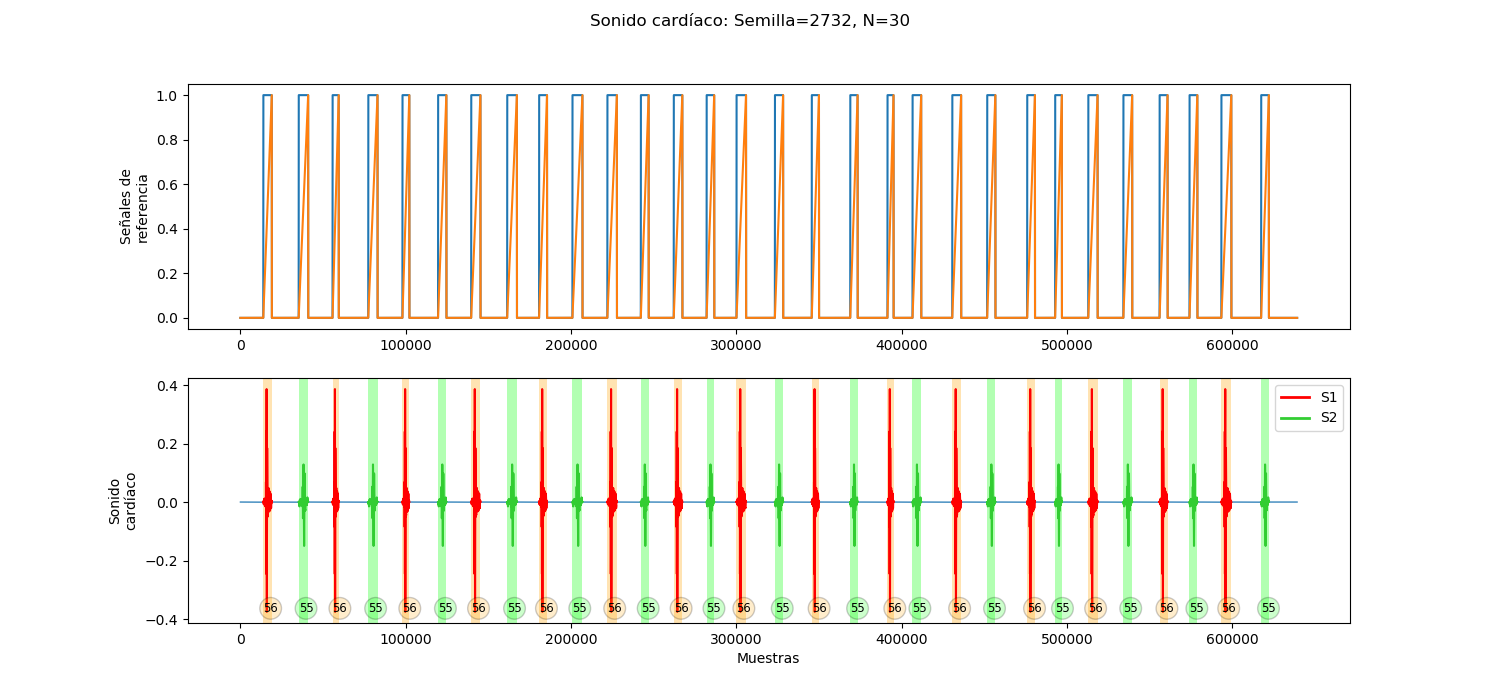 Sonido cardíaco: Semilla=2732, N=30
1.0
0.8
0.6
0.4
0.2
0.0
Señales de
referencia
0 100000 200000 300000 400000 500000 600000
0.4
0.2
0.0
−0.2
−0.4
Sonido
cardíaco
S1
S2
56 55 56 55 56 55 56 55 56 55 56 55 56 55 56 55 56 55 56 55 56 55 56 55 56 55 56 55 56 55
0 100000 200000 300000 400000 500000 600000
Muestras